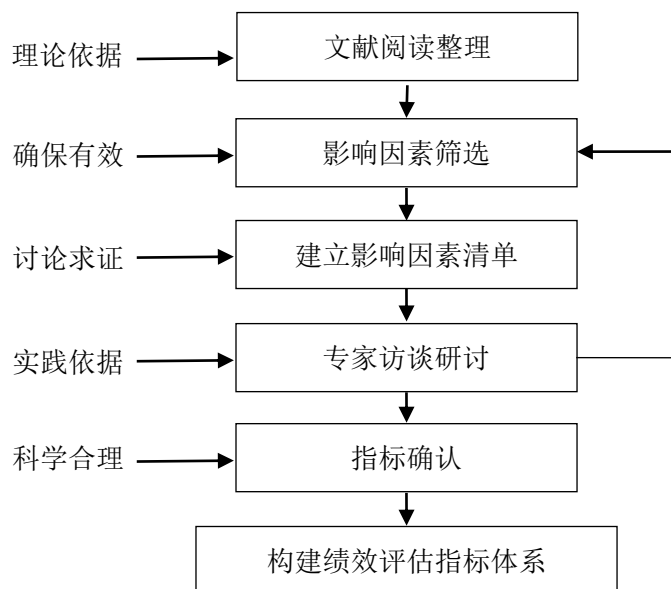 理论依据
文献阅读整理
确保有效
影响因素筛选
讨论求证
建立影响因素清单
实践依据
专家访谈研讨
科学合理
指标确认
构建绩效评估指标体系